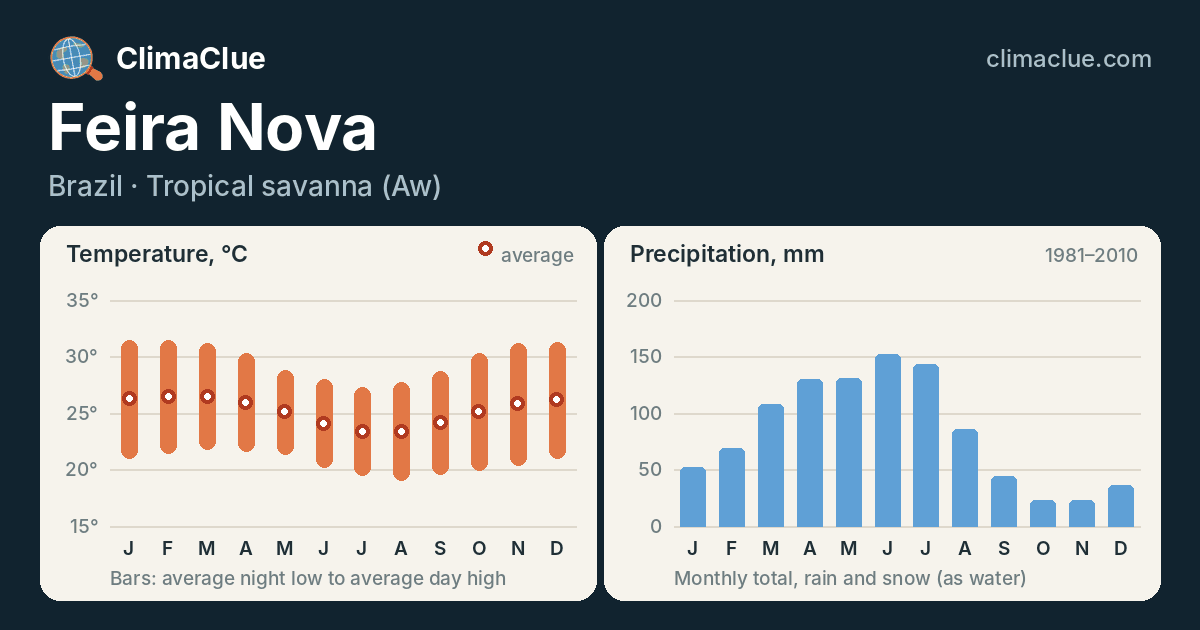 ClimaClue
climaclue.com
Feira Nova
Brazil · Tropical savanna (Aw)
Temperature, °C
average
35°
30°
25°
20°
15°
J F M A M J J A S O N D
Bars: average night low to average day high
Precipitation, mm
1981–2010
200
150
100
50
0
J F M A M J J A S O N D
Monthly total, rain and snow (as water)